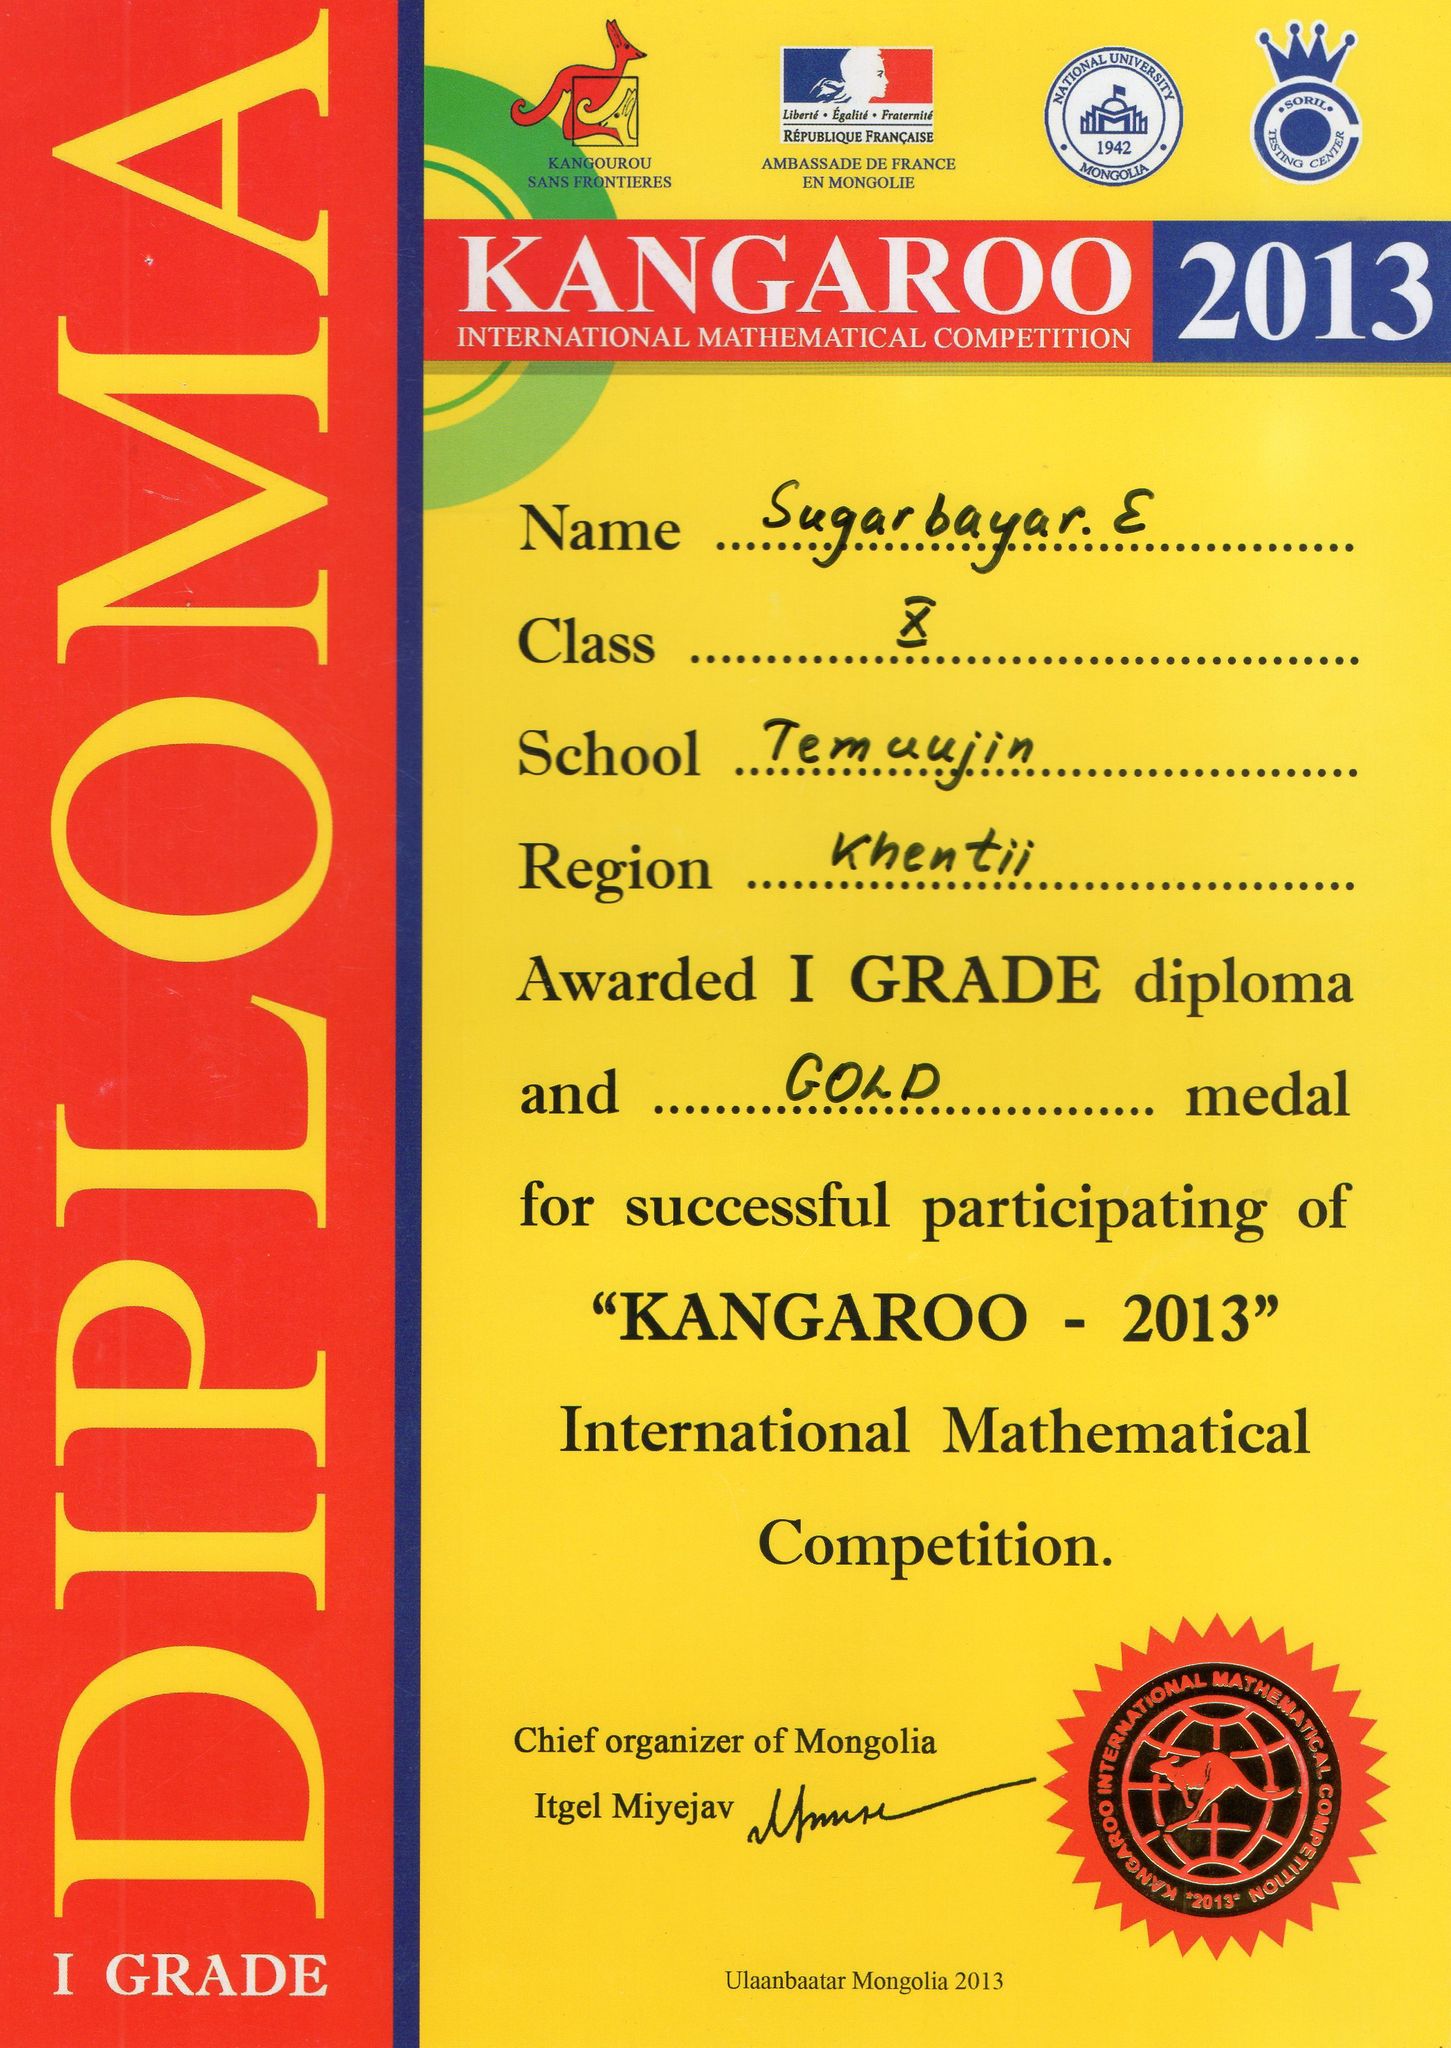 KANGOUROU
SANS FRONTIERES
Liberté • Égalité • Fraternité
RÉPUBLIQUE FRANÇAISE
AMBASSADE DE FRANCE
EN MONGOLIE
NATIONAL UNIVERSITY
1942
MONGOLIA
SORIL
TESTING CENTER
KANGAROO 2013
INTERNATIONAL MATHEMATICAL COMPETITION
DIPLOMA
I GRADE
Name Sugarbayar. E
Class X
School Temuujin
Region Khentii
Awarded I GRADE diploma
and GOLD medal
for successful participating of
“KANGAROO - 2013”
International Mathematical
Competition.
Chief organizer of Mongolia
Itgel Miyejav
KANGAROO INTERNATIONAL MATHEMATICAL COMPETITION
*2013*
Ulaanbaatar Mongolia 2013